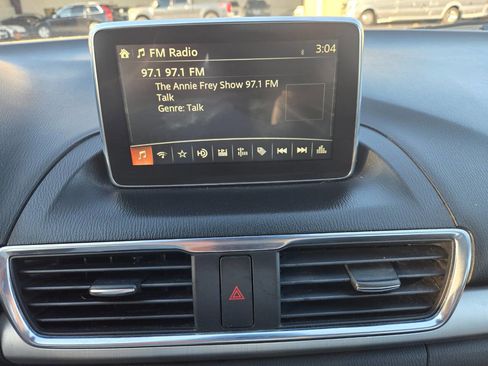 FM Radio
3:04
97.1 97.1 FM
The Annie Frey Show 97.1 FM
Talk
Genre: Talk